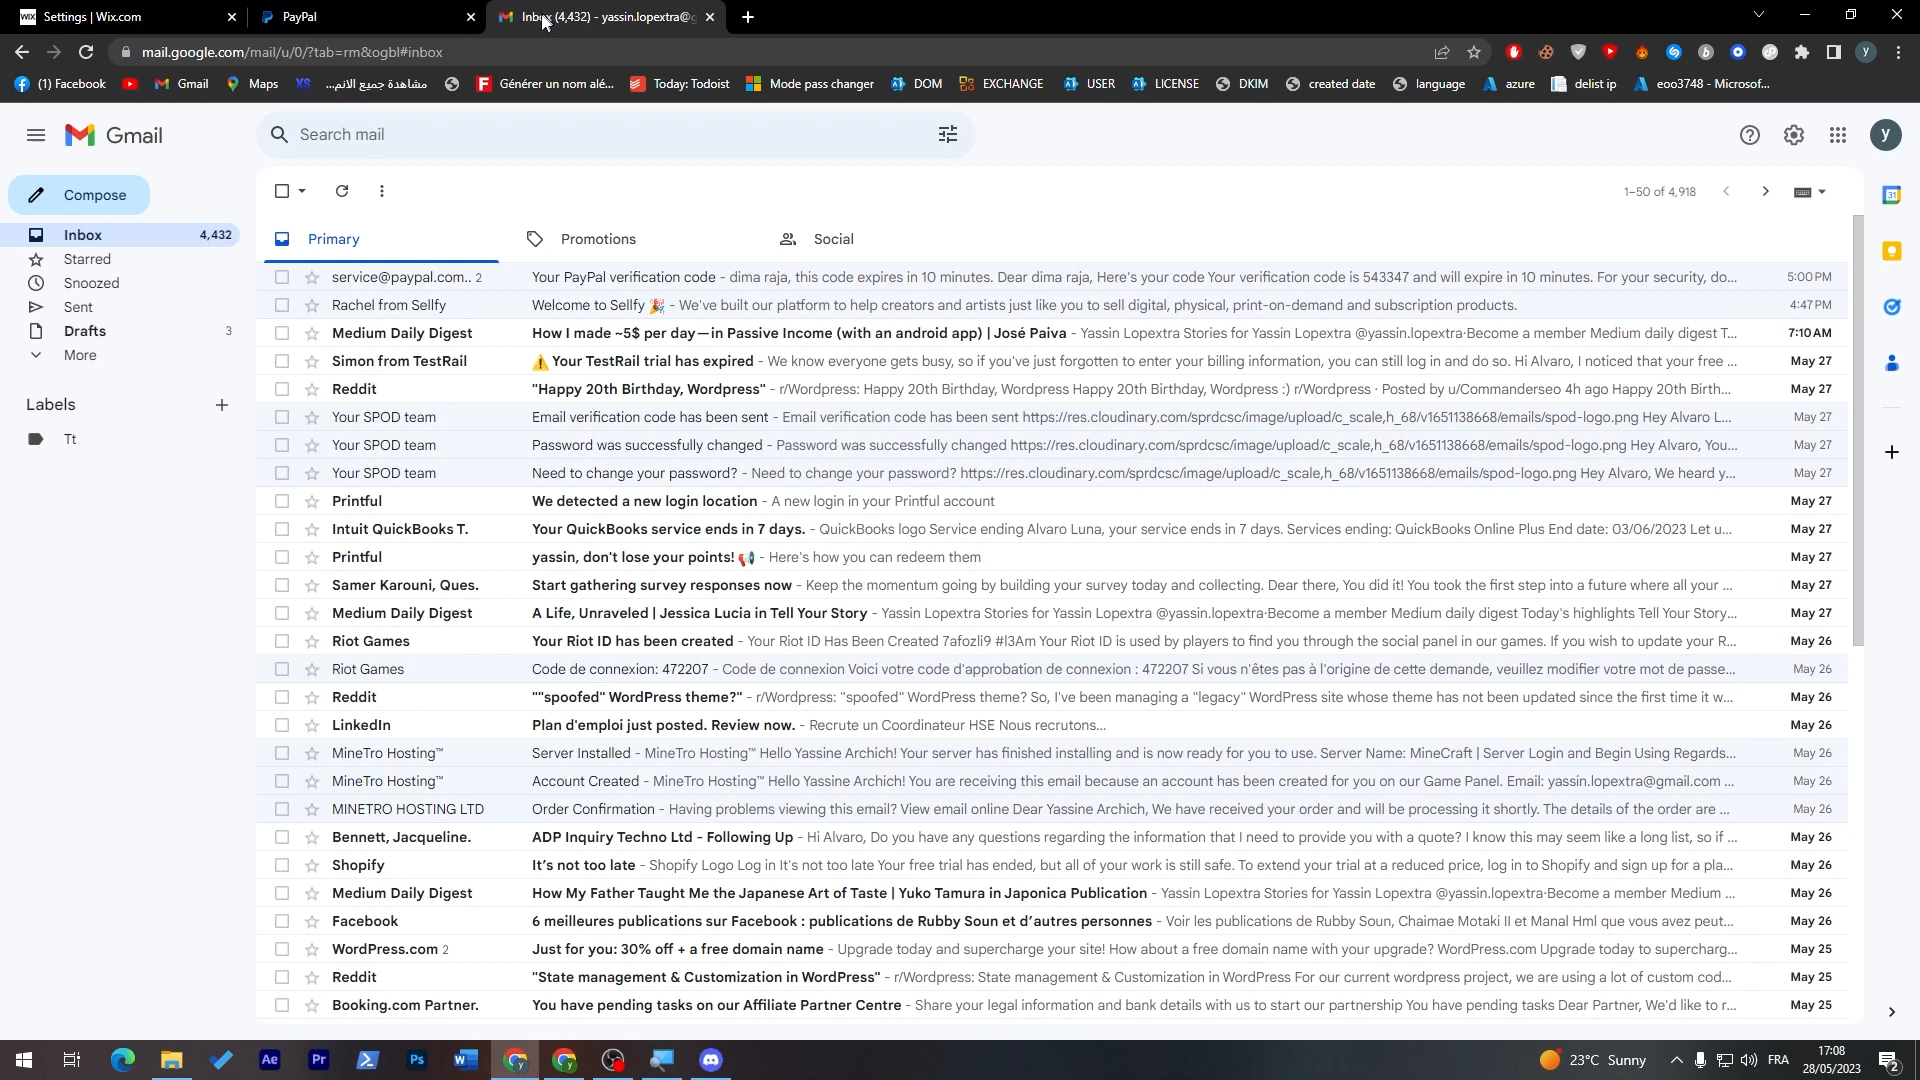 WiX Settings | Wix.com
PayPal
Inbox (4,432) - yassin.lopextra@g
mail.google.com/mail/u/0/?tab=rm&ogbl#inbox
(1) Facebook
Gmail
Maps
مشاهدة جميع الانم...
Générer un nom alé...
Today: Todoist
Mode pass changer
DOM
EXCHANGE
USER
LICENSE
DKIM
created date
language
azure
delist ip
eoo3748 - Microsof...
Gmail
Search mail
y
Compose
1–50 of 4,918
Inbox 4,432
Starred
Snoozed
Sent
Drafts 3
More
Labels
Tt
Primary
Promotions
Social
service@paypal.com.. 2 Your PayPal verification code - dima raja, this code expires in 10 minutes. Dear dima raja, Here's your code Your verification code is 543347 and will expire in 10 minutes. For your security, do... 5:00 PM
Rachel from Sellfy Welcome to Sellfy 🎉 - We've built our platform to help creators and artists just like you to sell digital, physical, print-on-demand and subscription products. 4:47 PM
Medium Daily Digest How I made ~5$ per day—in Passive Income (with an android app) | José Paiva - Yassin Lopextra Stories for Yassin Lopextra @yassin.lopextra·Become a member Medium daily digest T... 7:10 AM
Simon from TestRail ⚠️ Your TestRail trial has expired - We know everyone gets busy, so if you've just forgotten to enter your billing information, you can still log in and do so. Hi Alvaro, I noticed that your free ... May 27
Reddit "Happy 20th Birthday, Wordpress" - r/Wordpress: Happy 20th Birthday, Wordpress Happy 20th Birthday, Wordpress :) r/Wordpress · Posted by u/Commanderseo 4h ago Happy 20th Birth... May 27
Your SPOD team Email verification code has been sent - Email verification code has been sent https://res.cloudinary.com/sprdcsc/image/upload/c_scale,h_68/v1651138668/emails/spod-logo.png Hey Alvaro L... May 27
Your SPOD team Password was successfully changed - Password was successfully changed https://res.cloudinary.com/sprdcsc/image/upload/c_scale,h_68/v1651138668/emails/spod-logo.png Hey Alvaro, You... May 27
Your SPOD team Need to change your password? - Need to change your password? https://res.cloudinary.com/sprdcsc/image/upload/c_scale,h_68/v1651138668/emails/spod-logo.png Hey Alvaro, We heard y... May 27
Printful We detected a new login location - A new login in your Printful account May 27
Intuit QuickBooks T. Your QuickBooks service ends in 7 days. - QuickBooks logo Service ending Alvaro Luna, your service ends in 7 days. Services ending: QuickBooks Online Plus End date: 03/06/2023 Let u... May 27
Printful yassin, don't lose your points! 📢 - Here's how you can redeem them May 27
Samer Karouni, Ques. Start gathering survey responses now - Keep the momentum going by building your survey today and collecting. Dear there, You did it! You took the first step into a future where all your ... May 27
Medium Daily Digest A Life, Unraveled | Jessica Lucia in Tell Your Story - Yassin Lopextra Stories for Yassin Lopextra @yassin.lopextra·Become a member Medium daily digest Today's highlights Tell Your Story... May 27
Riot Games Your Riot ID has been created - Your Riot ID Has Been Created 7afozli9 #I3Am Your Riot ID is used by players to find you through the social panel in our games. If you wish to update your R... May 26
Riot Games Code de connexion: 472207 - Code de connexion Voici votre code d'approbation de connexion : 472207 Si vous n'êtes pas à l'origine de cette demande, veuillez modifier votre mot de passe... May 26
Reddit ""spoofed" WordPress theme?" - r/Wordpress: "spoofed" WordPress theme? So, I've been managing a "legacy" WordPress site whose theme has not been updated since the first time it w... May 26
LinkedIn Plan d'emploi just posted. Review now. - Recrute un Coordinateur HSE Nous recrutons... May 26
MineTro Hosting™ Server Installed - MineTro Hosting™ Hello Yassine Archich! Your server has finished installing and is now ready for you to use. Server Name: MineCraft | Server Login and Begin Using Regards... May 26
MineTro Hosting™ Account Created - MineTro Hosting™ Hello Yassine Archich! You are receiving this email because an account has been created for you on our Game Panel. Email: yassin.lopextra@gmail.com ... May 26
MINETRO HOSTING LTD Order Confirmation - Having problems viewing this email? View email online Dear Yassine Archich, We have received your order and will be processing it shortly. The details of the order are ... May 26
Bennett, Jacqueline. ADP Inquiry Techno Ltd - Following Up - Hi Alvaro, Do you have any questions regarding the information that I need to provide you with a quote? I know this may seem like a long list, so if ... May 26
Shopify It's not too late - Shopify Logo Log in It's not too late Your free trial has ended, but all of your work is still safe. To extend your trial at a reduced price, log in to Shopify and sign up for a pla... May 26
Medium Daily Digest How My Father Taught Me the Japanese Art of Taste | Yuko Tamura in Japonica Publication - Yassin Lopextra Stories for Yassin Lopextra @yassin.lopextra·Become a member Medium ... May 26
Facebook 6 meilleures publications sur Facebook : publications de Rubby Soun et d'autres personnes - Voir les publications de Rubby Soun, Chaimae Motaki II et Manal Hml que vous avez peut... May 26
WordPress.com 2 Just for you: 30% off + a free domain name - Upgrade today and supercharge your site! How about a free domain name with your upgrade? WordPress.com Upgrade today to supercharg... May 25
Reddit "State management & Customization in WordPress" - r/Wordpress: State management & Customization in WordPress For our current wordpress project, we are using a lot of custom cod... May 25
Booking.com Partner. You have pending tasks on our Affiliate Partner Centre - Share your legal information and bank details with us to start our partnership You have pending tasks Dear Partner, We'd like to r... May 25
Ae
Pr
Ps
23°C Sunny
FRA
17:08
28/05/2023
2